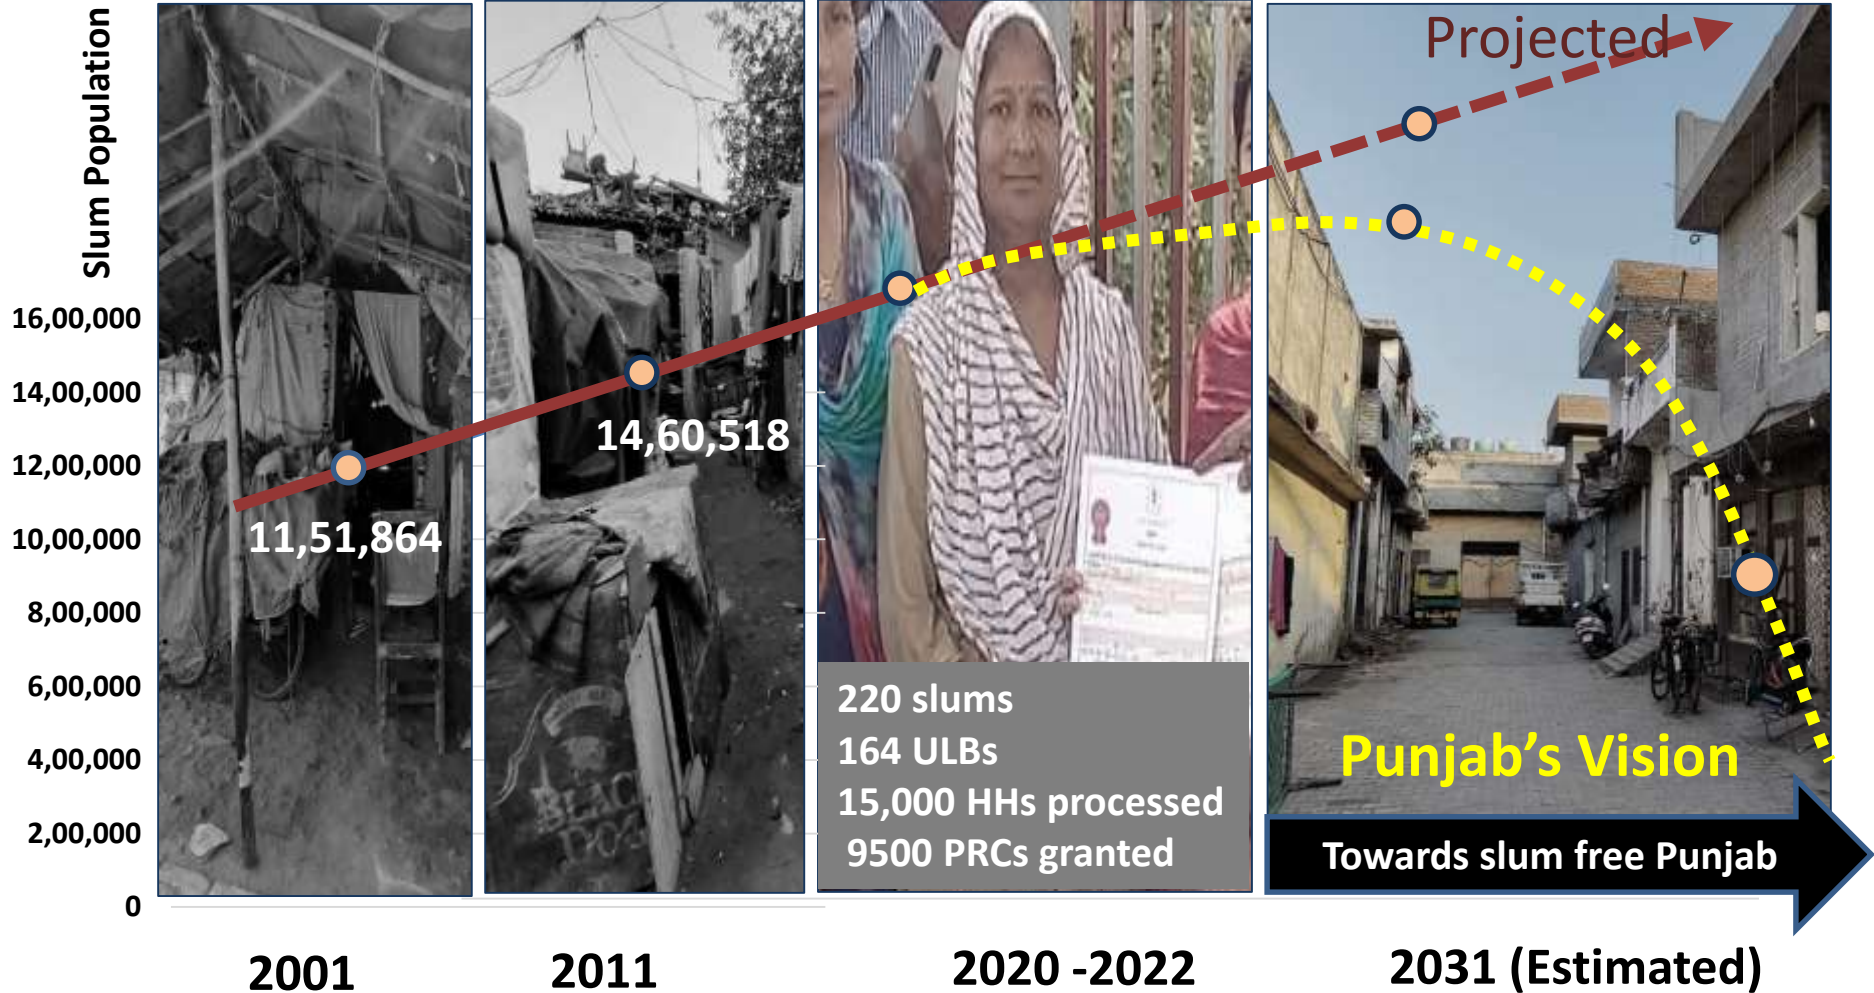 Slum Population
16,00,000
14,00,000
12,00,000
10,00,000
8,00,000
6,00,000
4,00,000
2,00,000
0
11,51,864
14,60,518
BLAC
DOG
220 slums
164 ULBs
15,000 HHs processed
9500 PRCs granted
Projected
Punjab's Vision
Towards slum free Punjab
2001
2011
2020 -2022
2031 (Estimated)